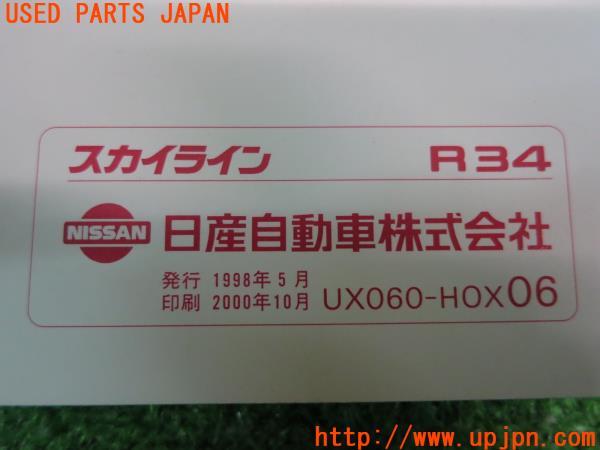 USED PARTS JAPAN
スカイライン R34
NISSAN 日産自動車株式会社
発行 1998年5月
印刷 2000年10月 UX060-H0X06
http://www.upjpn.com/